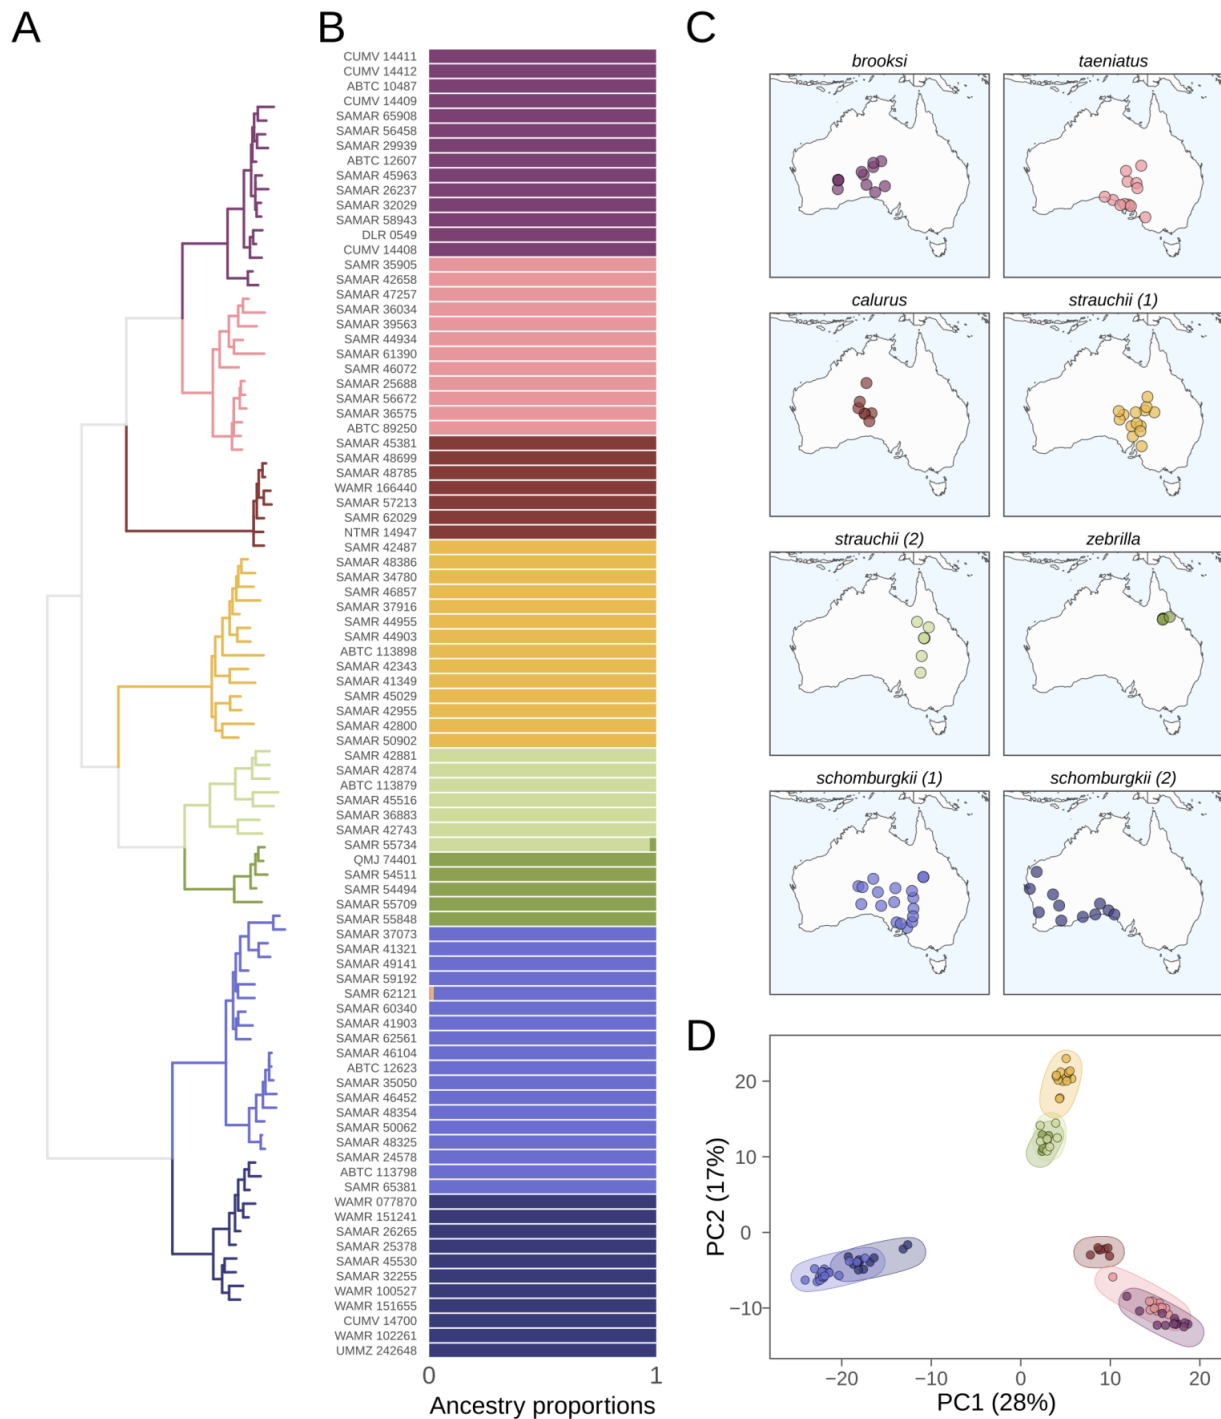 A
B
C
CUMV 14411
CUMV 14412
ABTC 10487
CUMV 14409
SAMAR 65908
SAMAR 56458
SAMAR 29939
ABTC 12607
SAMAR 45963
SAMAR 26237
SAMAR 32029
SAMAR 58943
DLR 0549
CUMV 14408
SAMR 35905
SAMAR 42658
SAMAR 47257
SAMAR 36034
SAMAR 39563
SAMR 44934
SAMAR 61390
SAMR 46072
SAMAR 25688
SAMAR 56672
SAMAR 36575
ABTC 89250
SAMAR 45381
SAMAR 48699
SAMAR 48785
WAMR 166440
SAMAR 57213
SAMR 62029
NTMR 14947
SAMR 42487
SAMAR 48386
SAMAR 34780
SAMR 46857
SAMAR 37916
SAMR 44955
SAMR 44903
ABTC 113898
SAMAR 42343
SAMAR 41349
SAMR 45029
SAMAR 42955
SAMAR 42800
SAMAR 50902
SAMR 42881
SAMAR 42874
ABTC 113879
SAMAR 45516
SAMAR 36883
SAMAR 42743
SAMR 55734
QMJ 74401
SAMR 54511
SAMR 54494
SAMR 55709
SAMR 55848
SAMAR 37073
SAMAR 41321
SAMAR 49141
SAMAR 59192
SAMR 62121
SAMAR 60340
SAMAR 41903
SAMAR 62561
SAMAR 46104
ABTC 12623
SAMAR 35050
SAMAR 46452
SAMAR 48354
SAMAR 50062
SAMAR 48325
SAMAR 24578
ABTC 113798
SAMR 65381
WAMR 077870
WAMR 151241
SAMAR 26265
SAMAR 25378
SAMAR 45530
SAMAR 32255
WAMR 100527
WAMR 151655
CUMV 14700
WAMR 102261
UMMZ 242648
0 1
Ancestry proportions
brooksi taeniatus
calurus strauchii (1)
strauchii (2) zebrilla
schomburgkii (1) schomburgkii (2)
D
PC2 (17%)
20
10
0
−10
−20 −10 0 10 20
PC1 (28%)